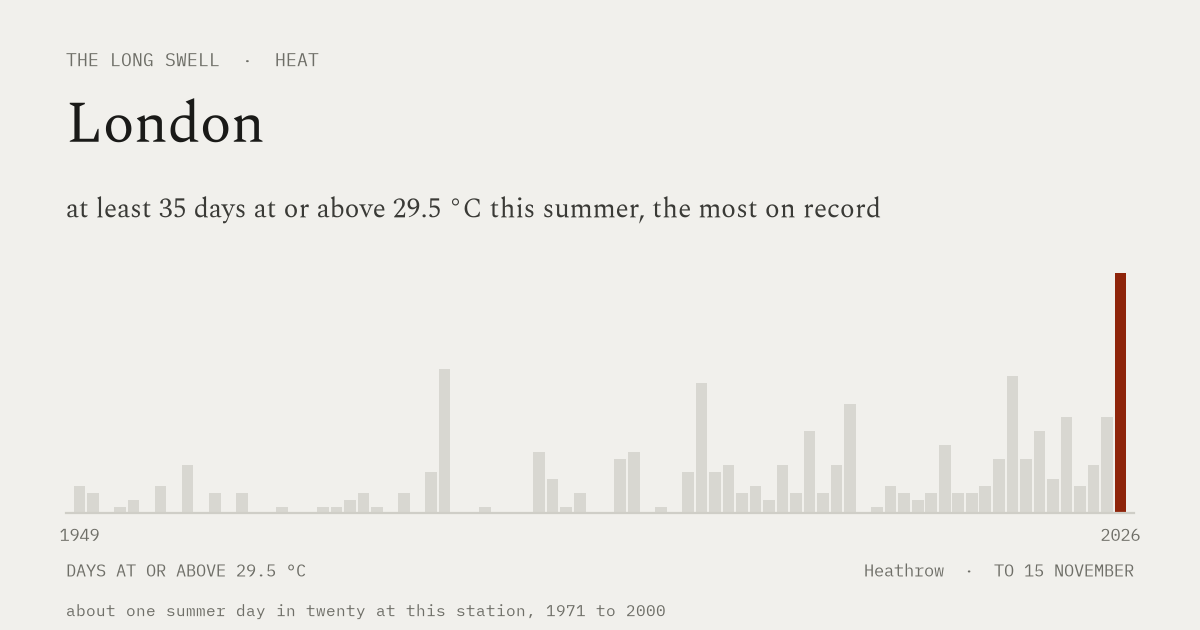 THE LONG SWELL · HEAT
London
at least 35 days at or above 29.5 °C this summer, the most on record
1949
2026
DAYS AT OR ABOVE 29.5 °C
Heathrow · TO 15 NOVEMBER
about one summer day in twenty at this station, 1971 to 2000